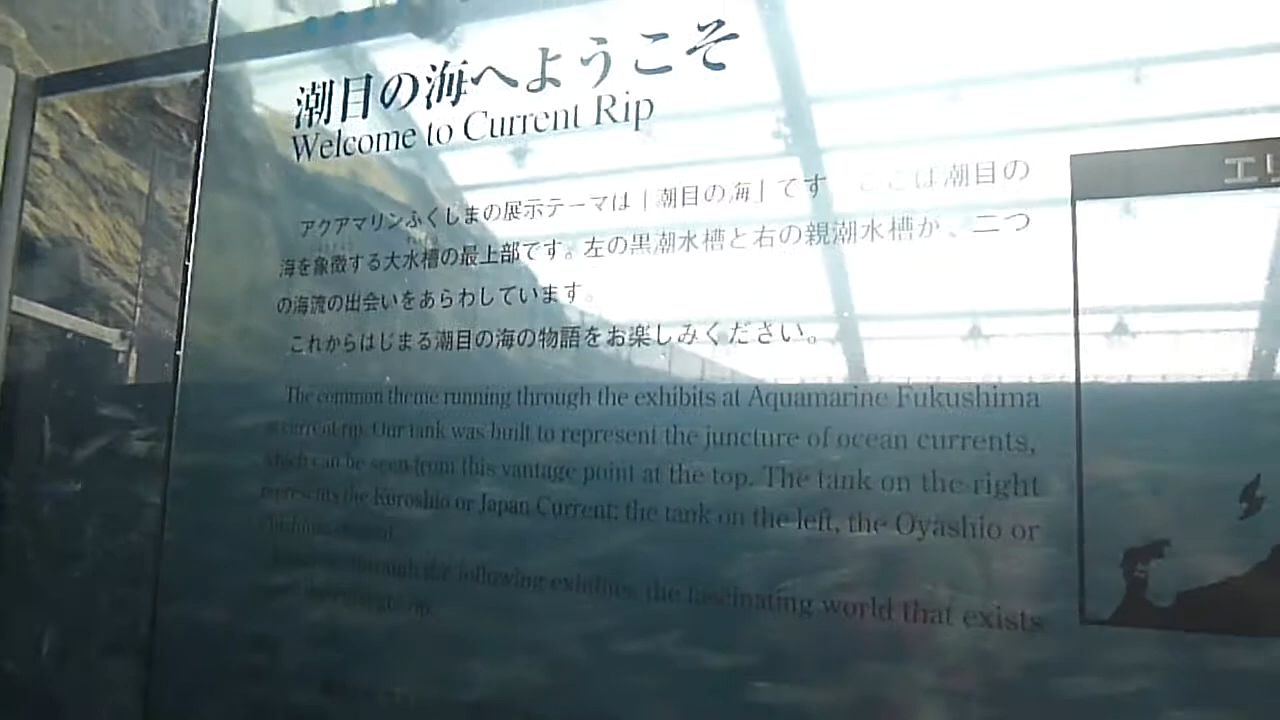 潮目の海へようこそ
Welcome to Current Rip
アクアマリンふくしまの展示テーマは「潮目の海」です ここは潮目の
海を象徴する大水槽の最上部です。左の黒潮水槽と右の親潮水槽が、二つ
の海流の出会いをあらわしています。
これからはじまる潮目の海の物語をお楽しみください。
The common theme running through the exhibits at Aquamarine Fukushima
is current rip. Our tank was built to represent the juncture of ocean currents,
which can be seen from this vantage point at the top. The tank on the right
represents the Kuroshio or Japan Current; the tank on the left, the Oyashio or
through the following exhibits, the fascinating world that exists